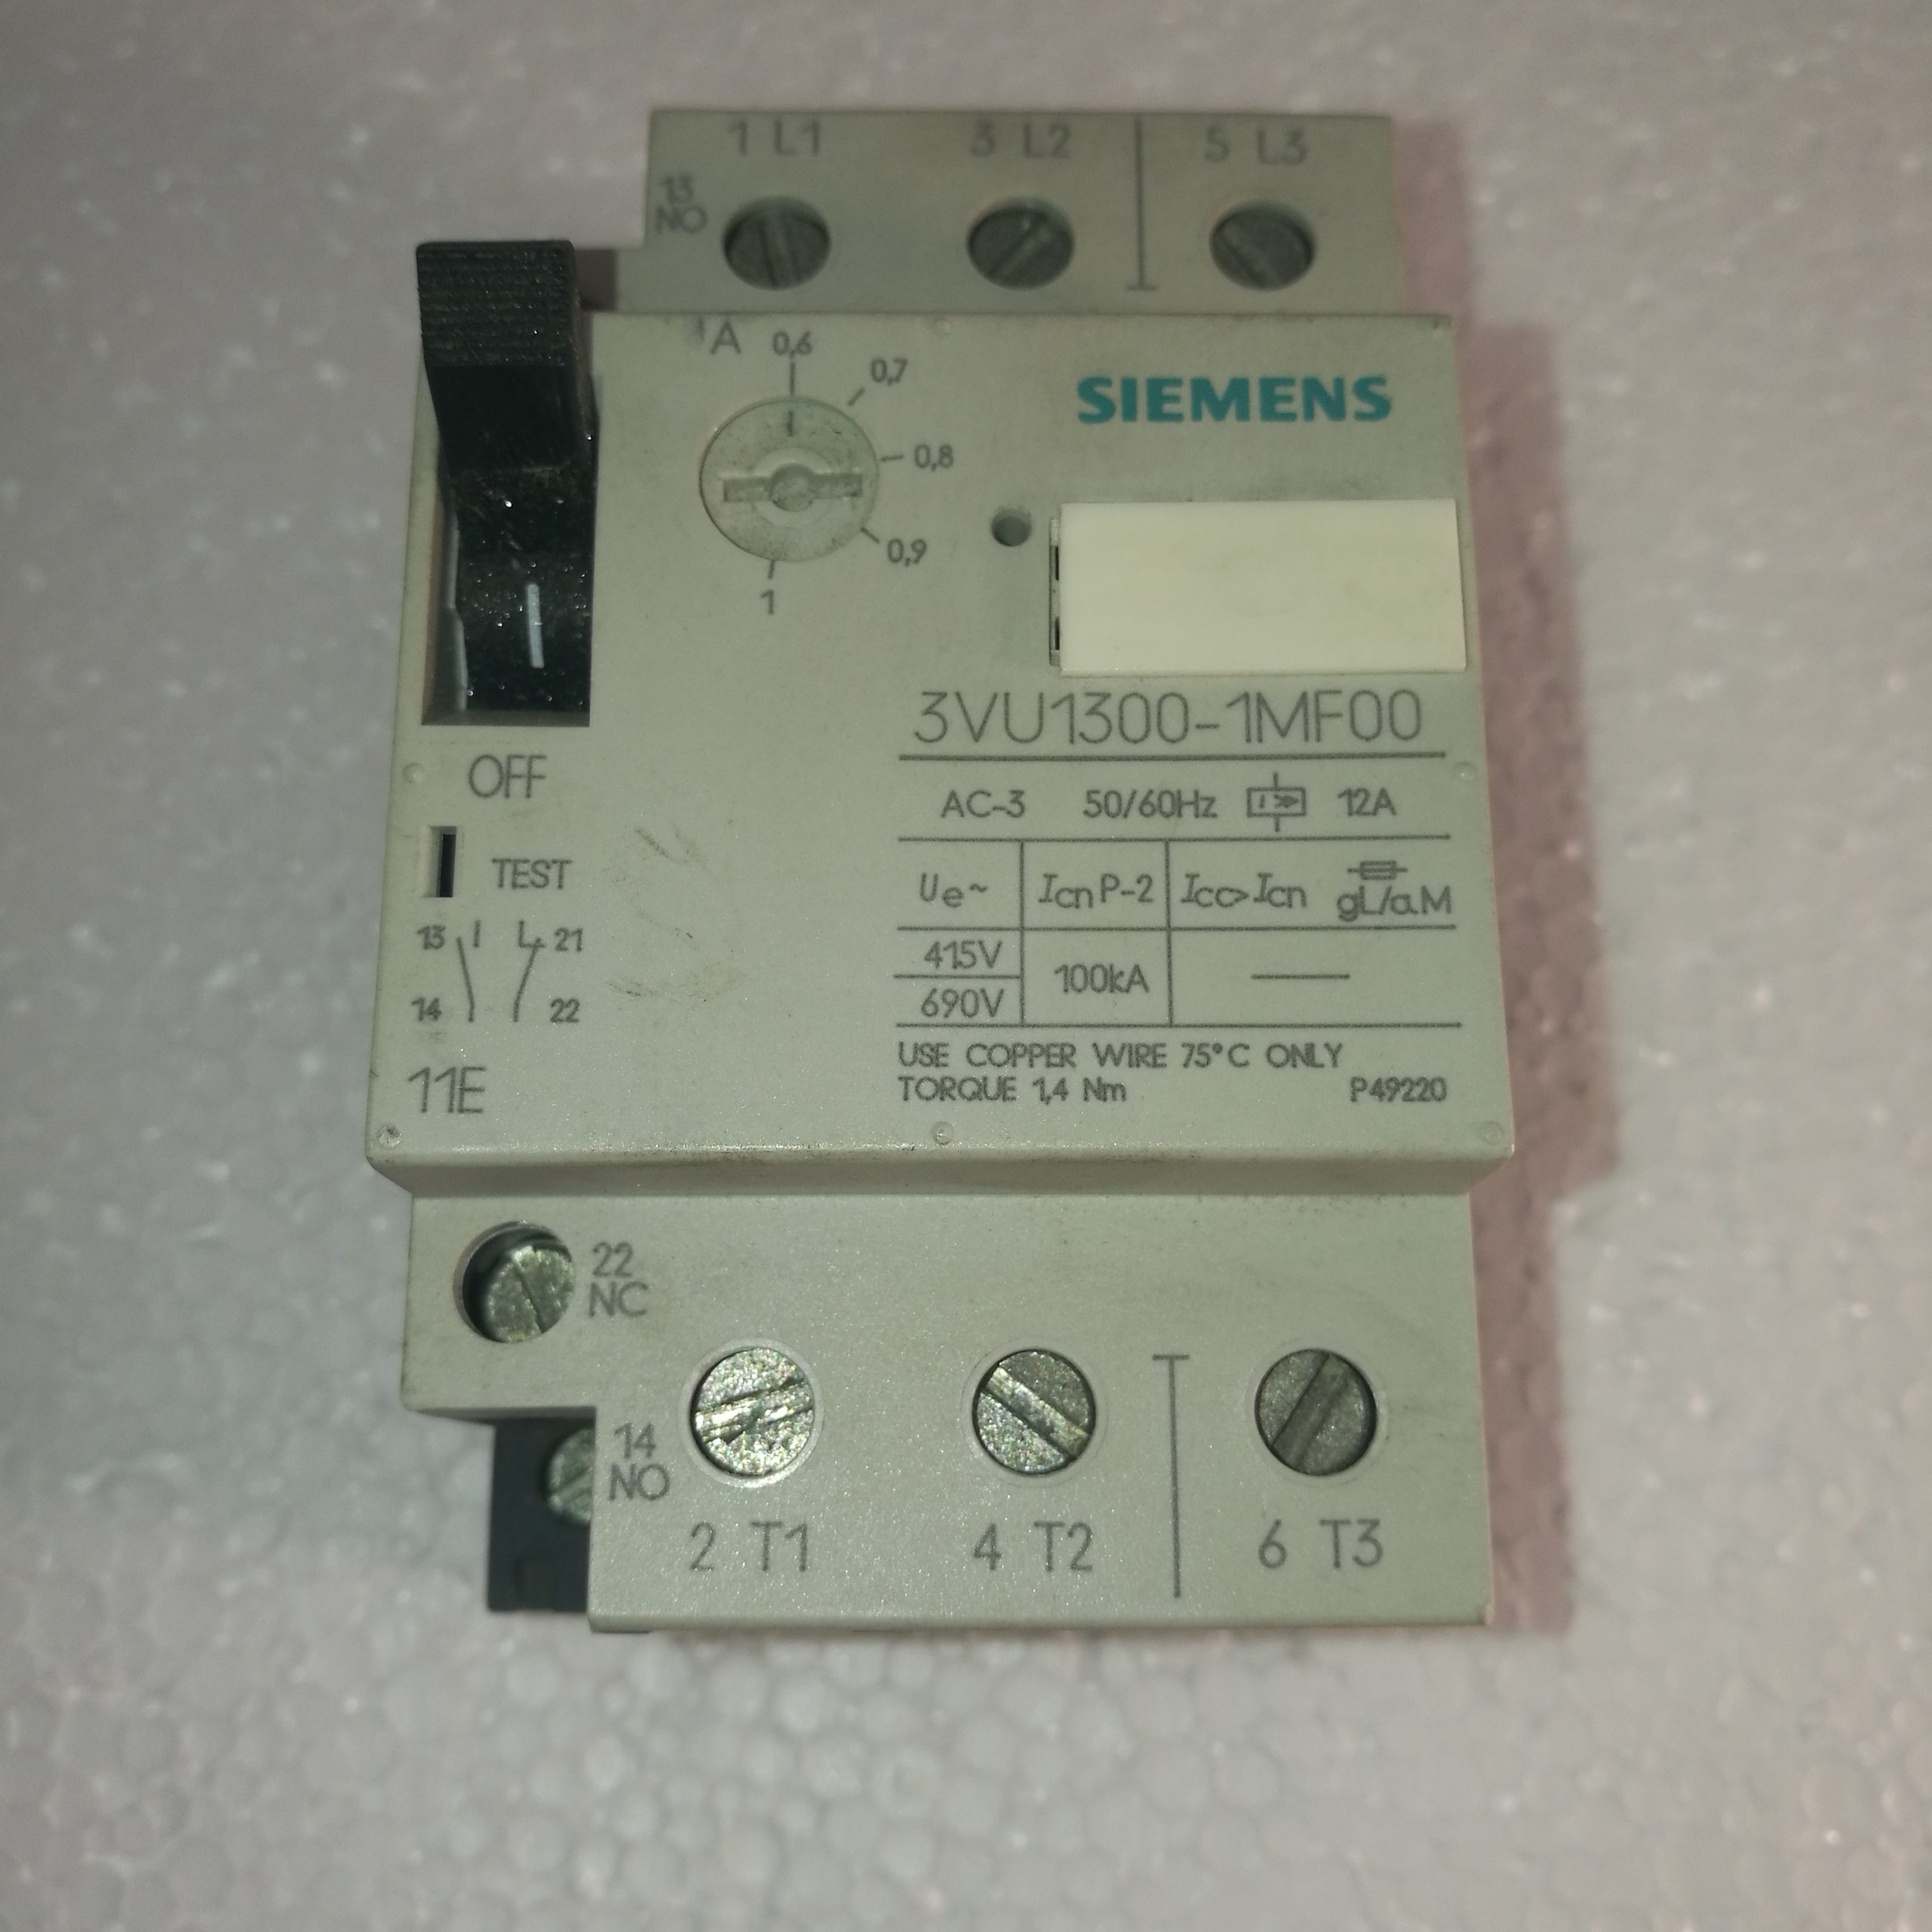 1 L1 3 L2 5 L3
13
NO
A 0,6
0,7
0,8
0,9
1
SIEMENS
3VU1300-1MF00
AC-3 50/60Hz I >> 12A
Ue~ Icn P-2 Icc>Icn gL/aM
415V
690V
100kA
USE COPPER WIRE 75°C ONLY
TORQUE 1,4 Nm P49220
I
OFF
TEST
13 21
14 22
11E
22
NC
14
NO
2 T1 4 T2 6 T3